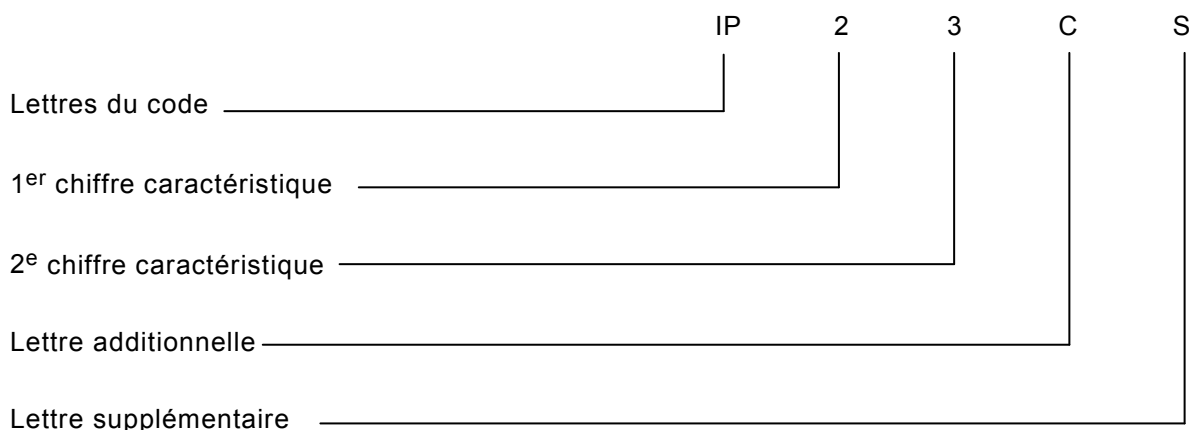 IP 2 3 C S
Lettres du code
1er chiffre caractéristique
2e chiffre caractéristique
Lettre additionnelle
Lettre supplémentaire